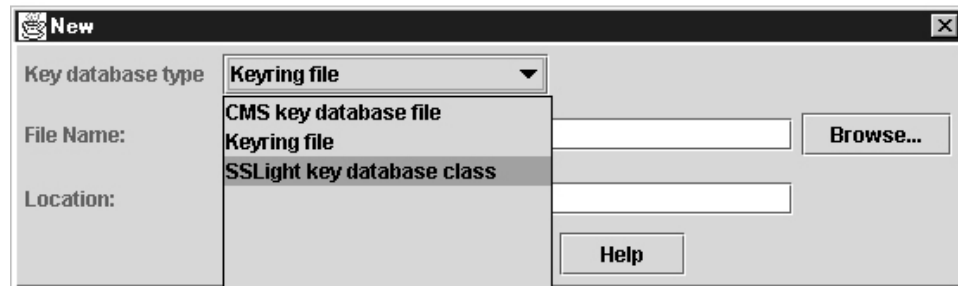 New
Key database type
Keyring file
CMS key database file
Keyring file
SSLight key database class
File Name:
Browse...
Location:
Help